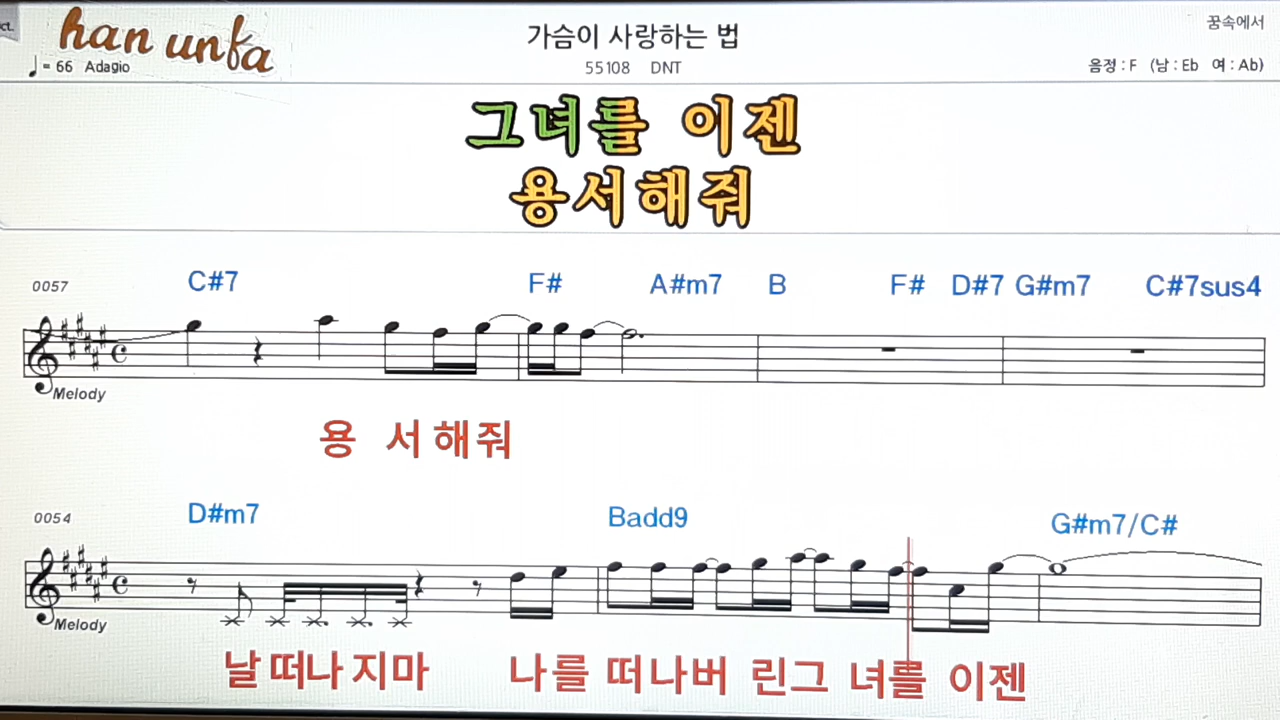 ct.
han unfa
가슴이 사랑하는 법
꿈속에서
♩= 66 Adagio
55108 DNT
음정 : F (남 : Eb 여 : Ab)
그녀를 이젠
용서해줘
0057
C#7 F# A#m7 B F# D#7 G#m7 C#7sus4
Melody
용 서 해줘
0054
D#m7 Badd9 G#m7/C#
Melody
날 떠나 지마 나를 떠나버 린그 녀를 이젠